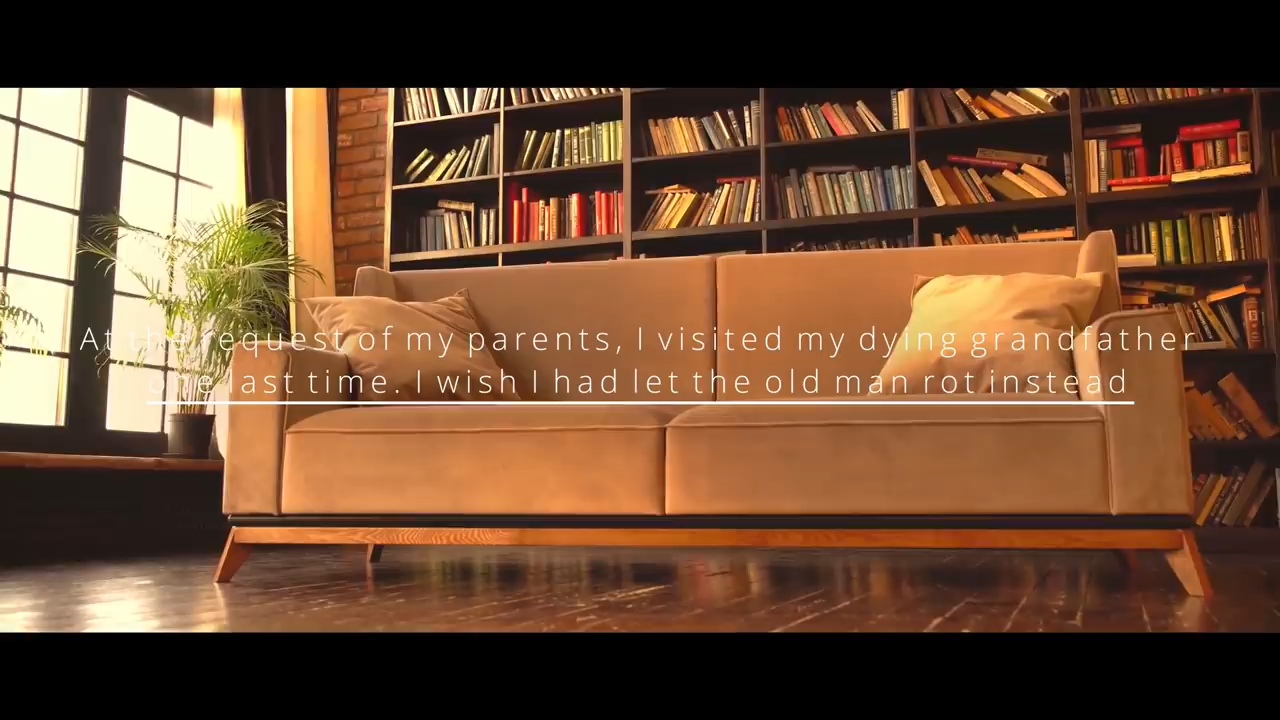 At the request of my parents, I visited my dying grandfather
one last time. I wish I had let the old man rot instead